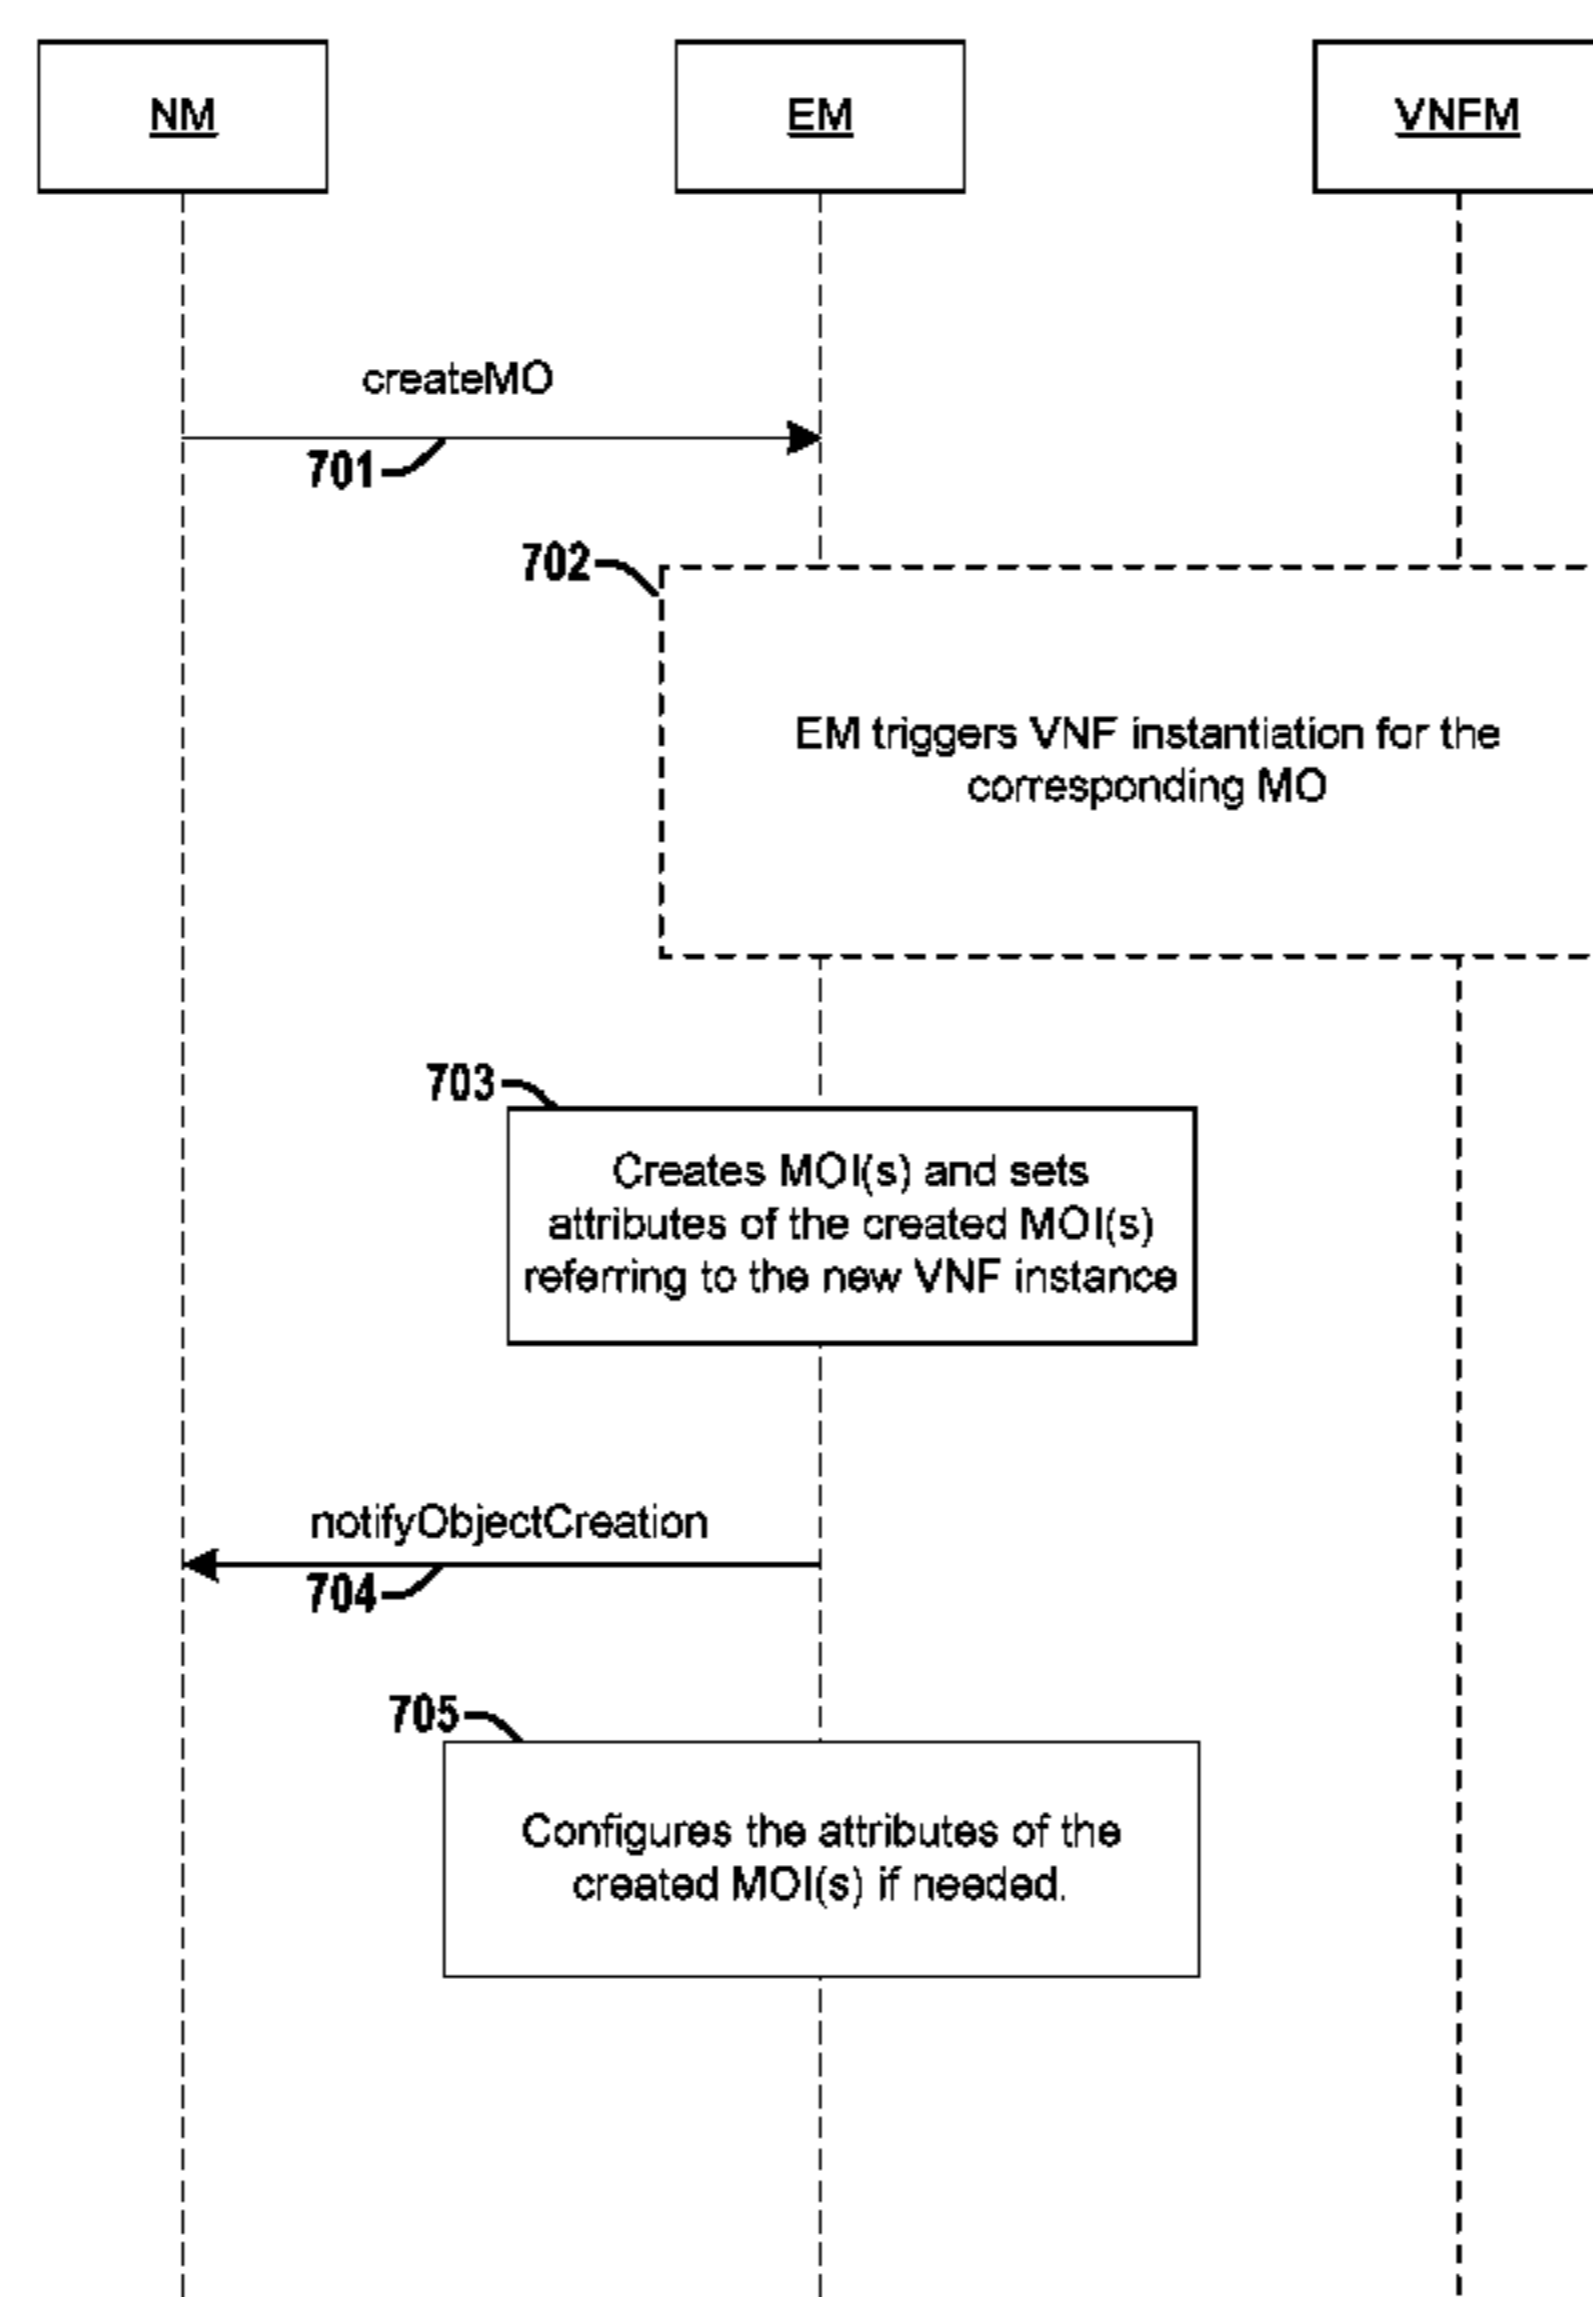 NM
EM
VNFM
createMO
701
702
EM triggers VNF instantiation for the
corresponding MO
703
Creates MOI(s) and sets
attributes of the created MOI(s)
referring to the new VNF instance
notifyObjectCreation
704
705
Configures the attributes of the
created MOI(s) if needed.